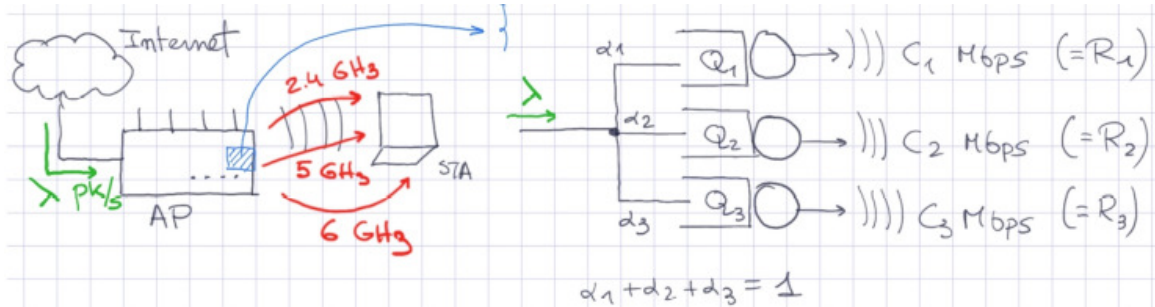 Internet
2.4 GHz
5 GHz
6 GHz
λ pk/s
AP
....
STA
λ
α1
α2
α3
Q1
Q2
Q3
C1 Mbps (=R1)
C2 Mbps (=R2)
C3 Mbps (=R3)
α1+α2+α3=1